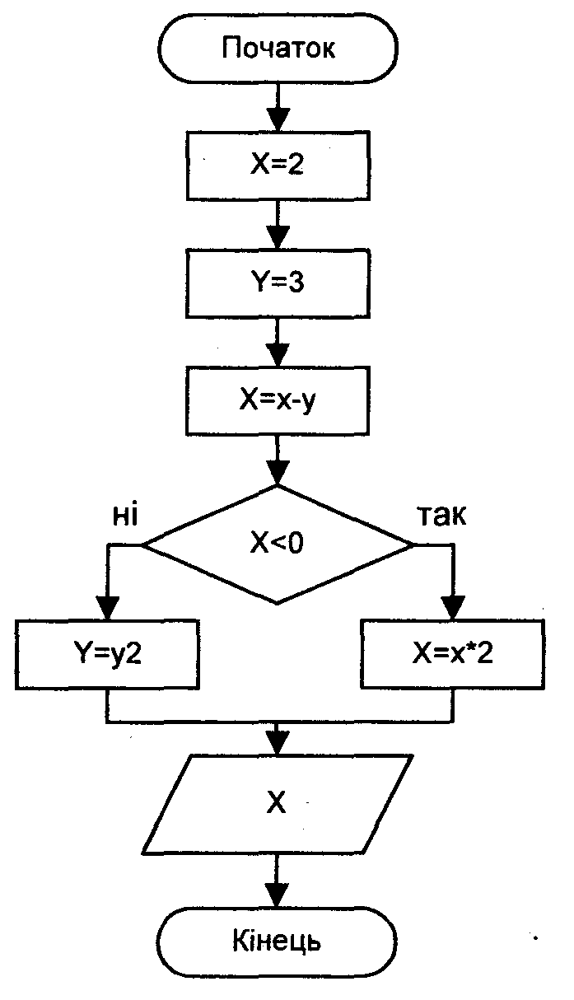 Початок
X=2
Y=3
X=x-y
ні
так
X<0
Y=y2
X=x*2
X
Кінець